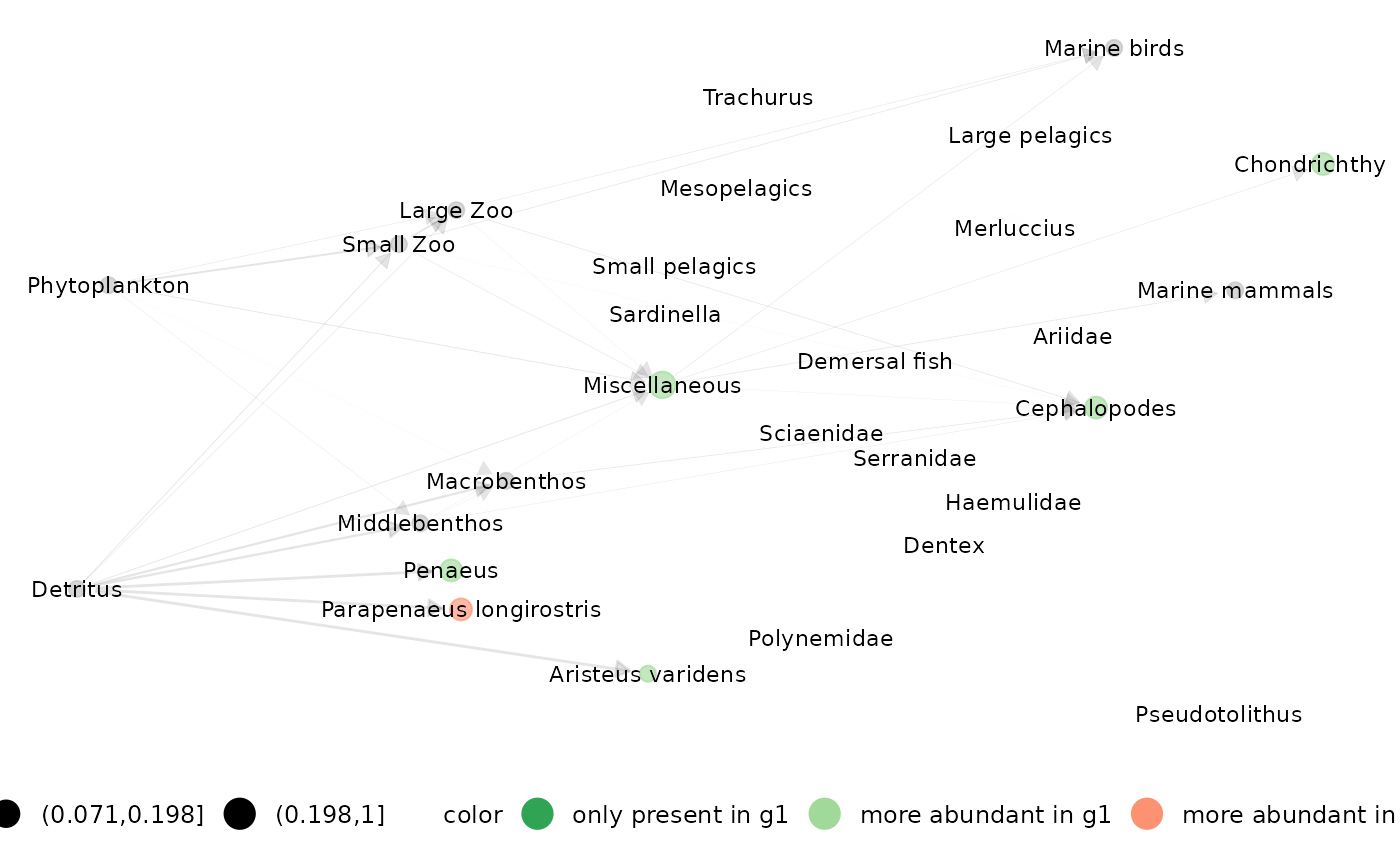 Marine birds
Trachurus
Large pelagics
Chondrichthy
Mesopelagics
Large Zoo
Merluccius
Small Zoo
Small pelagics
Phytoplankton
Marine mammals
Sardinella
Ariidae
Demersal fish
Miscellaneous
Cephalopodes
Sciaenidae
Serranidae
Macrobenthos
Haemulidae
Middlebenthos
Dentex
Penaeus
Detritus
Parapenaeus longirostris
Polynemidae
Aristeus varidens
Pseudotolithus
(0.071,0.198] (0.198,1] color only present in g1 more abundant in g1 more abundant in